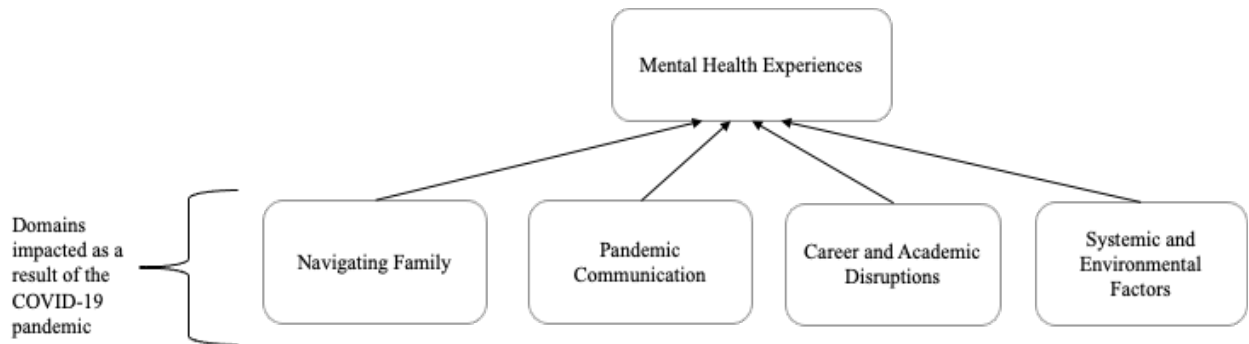 Mental Health Experiences
Domains
impacted as a
result of the
COVID-19
pandemic
Navigating Family
Pandemic
Communication
Career and Academic
Disruptions
Systemic and
Environmental
Factors